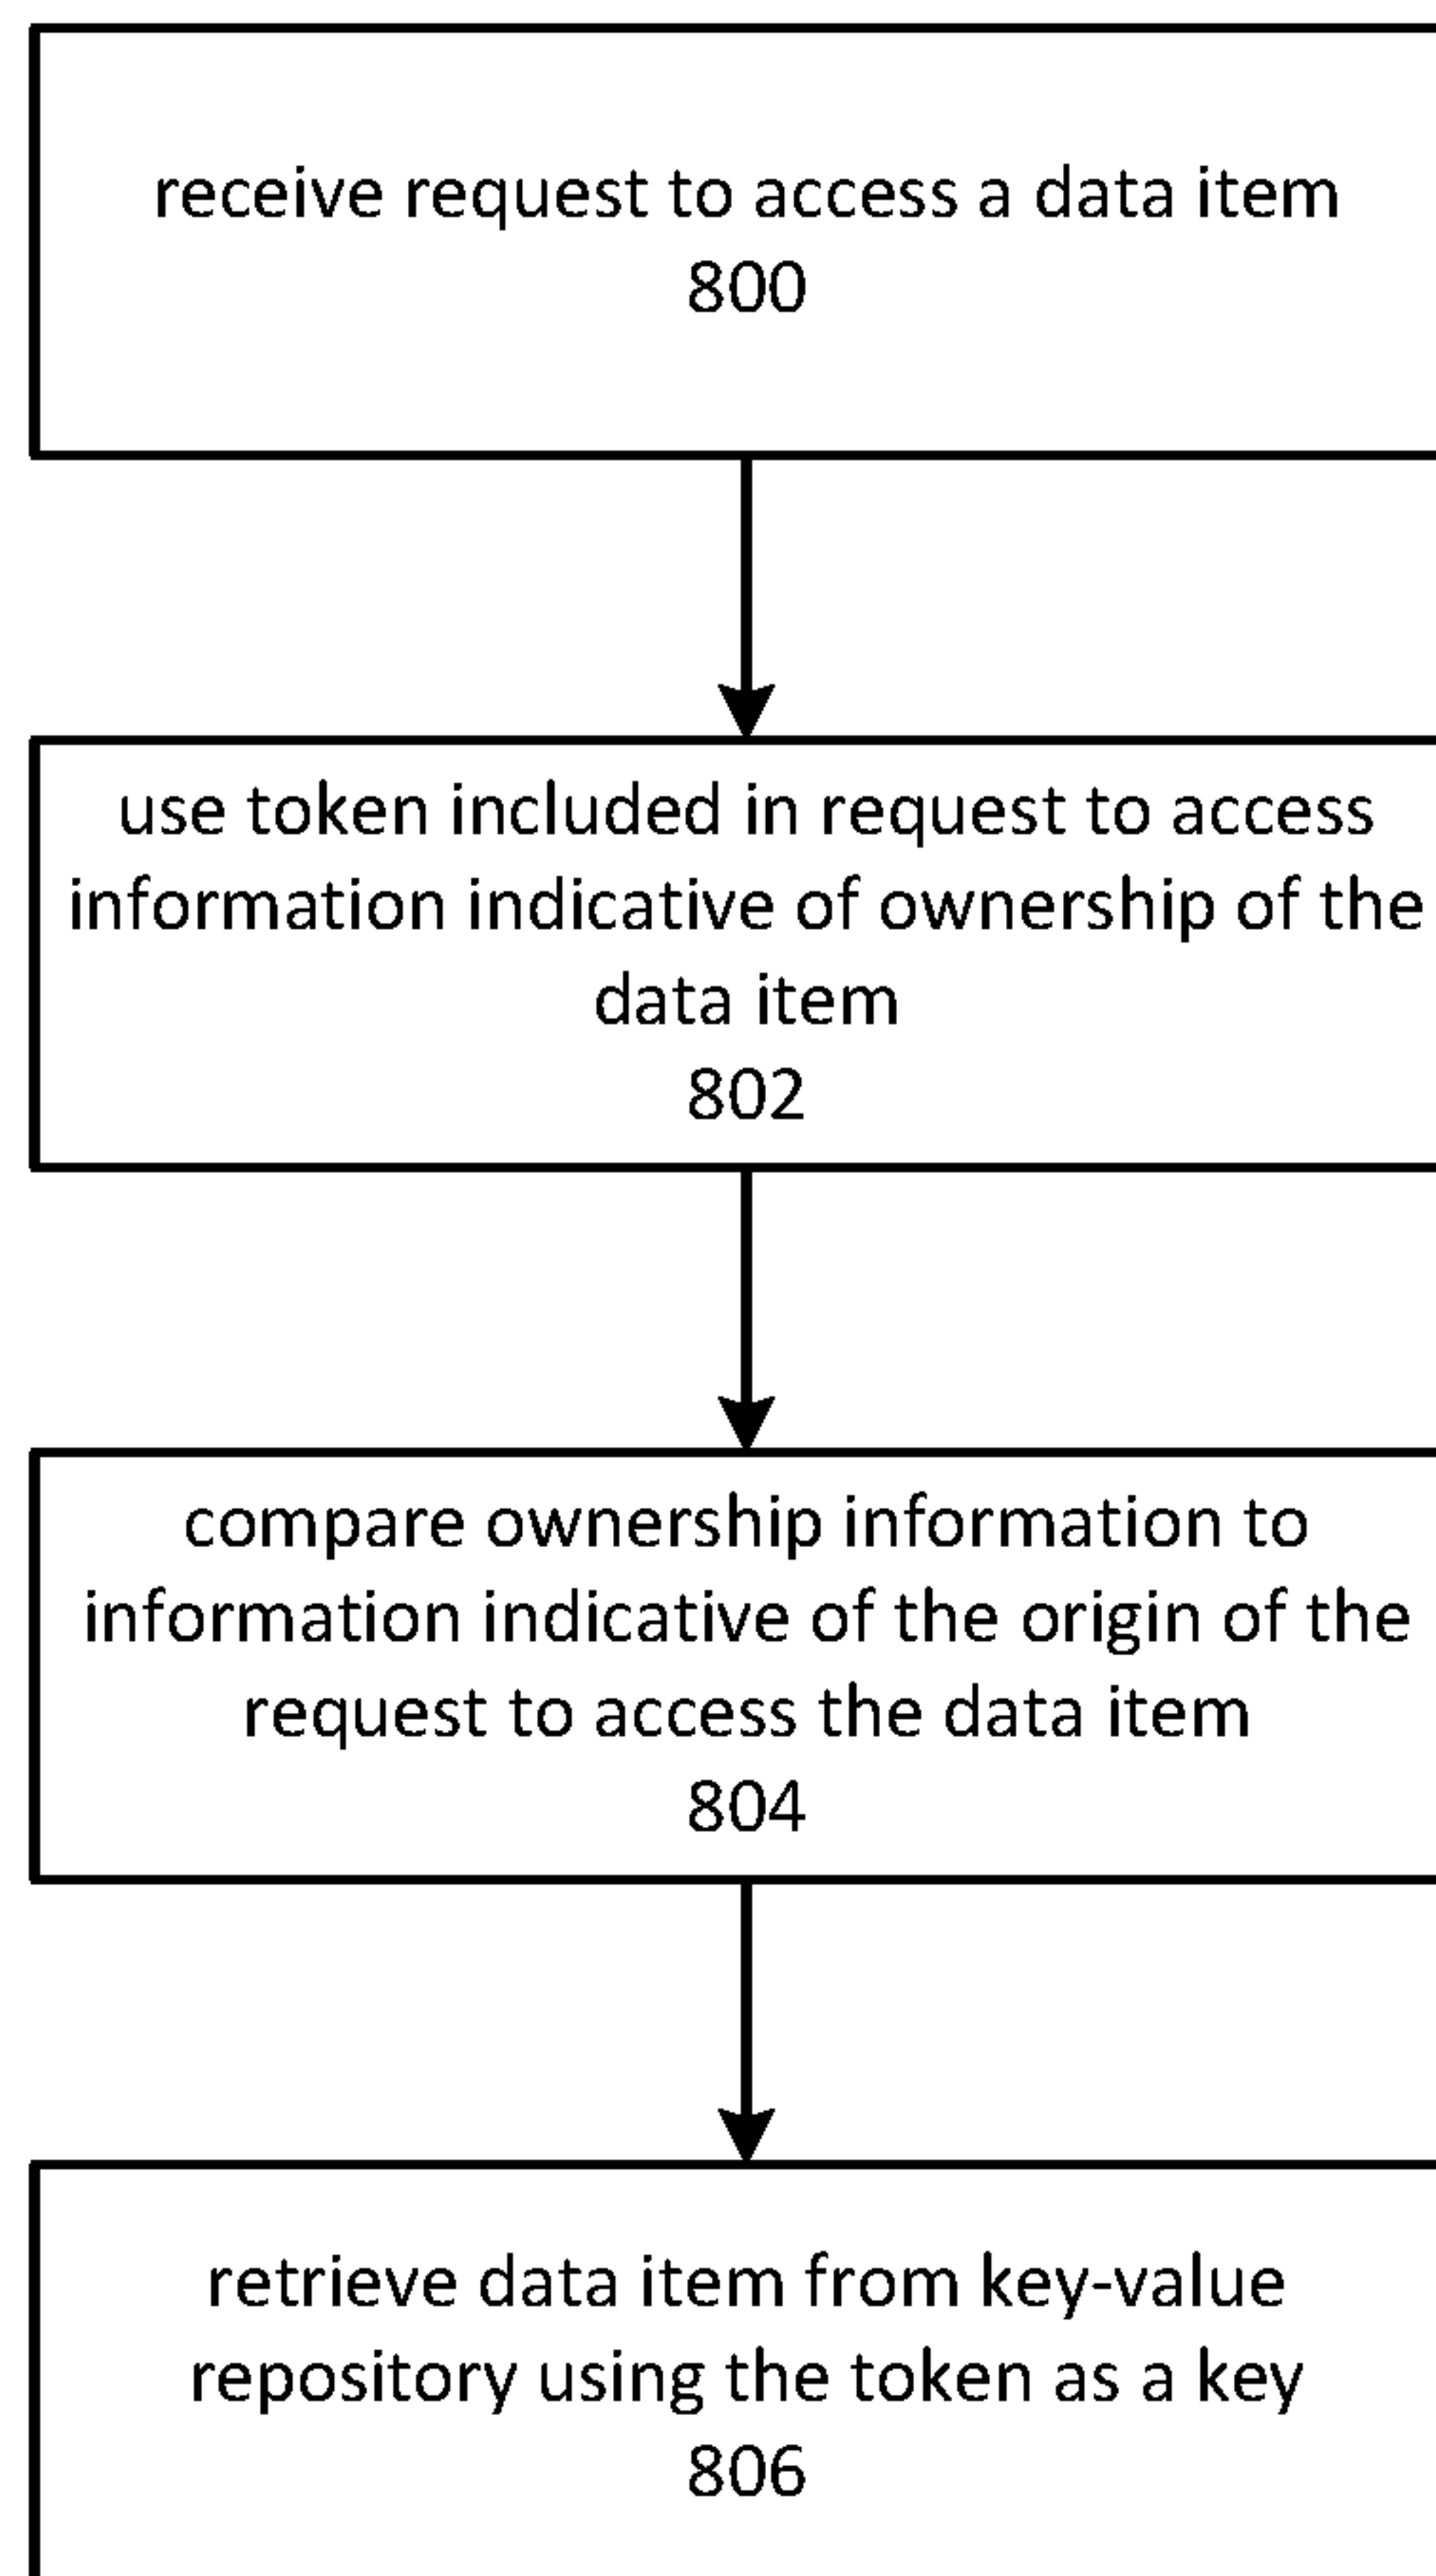 receive request to access a data item
800
use token included in request to access
information indicative of ownership of the
data item
802
compare ownership information to
information indicative of the origin of the
request to access the data item
804
retrieve data item from key-value
repository using the token as a key
806